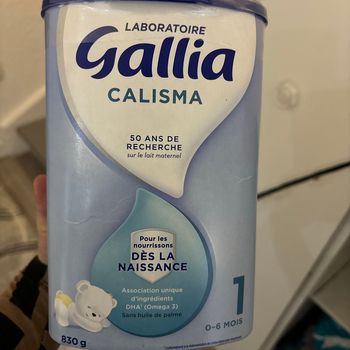 LABORATOIRE
Gallia
CALISMA
50 ANS DE
RECHERCHE
sur le lait maternel
Pour les
nourrissons
DÈS LA
NAISSANCE
Association unique
d'ingrédients
DHA¹ (Omega 3)
Sans huile de palme
1
0-6 MOIS
830 g